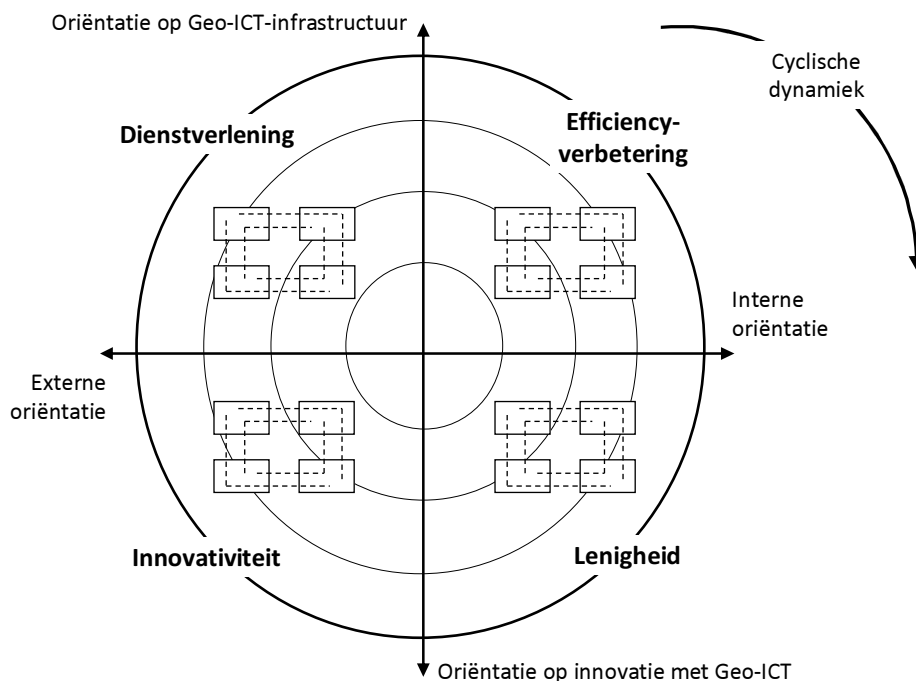 Oriëntatie op Geo-ICT-infrastructuur
Cyclische
dynamiek
Dienstverlening
Efficiency-
verbetering
Interne
oriëntatie
Externe
oriëntatie
Innovativiteit
Lenigheid
Oriëntatie op innovatie met Geo-ICT